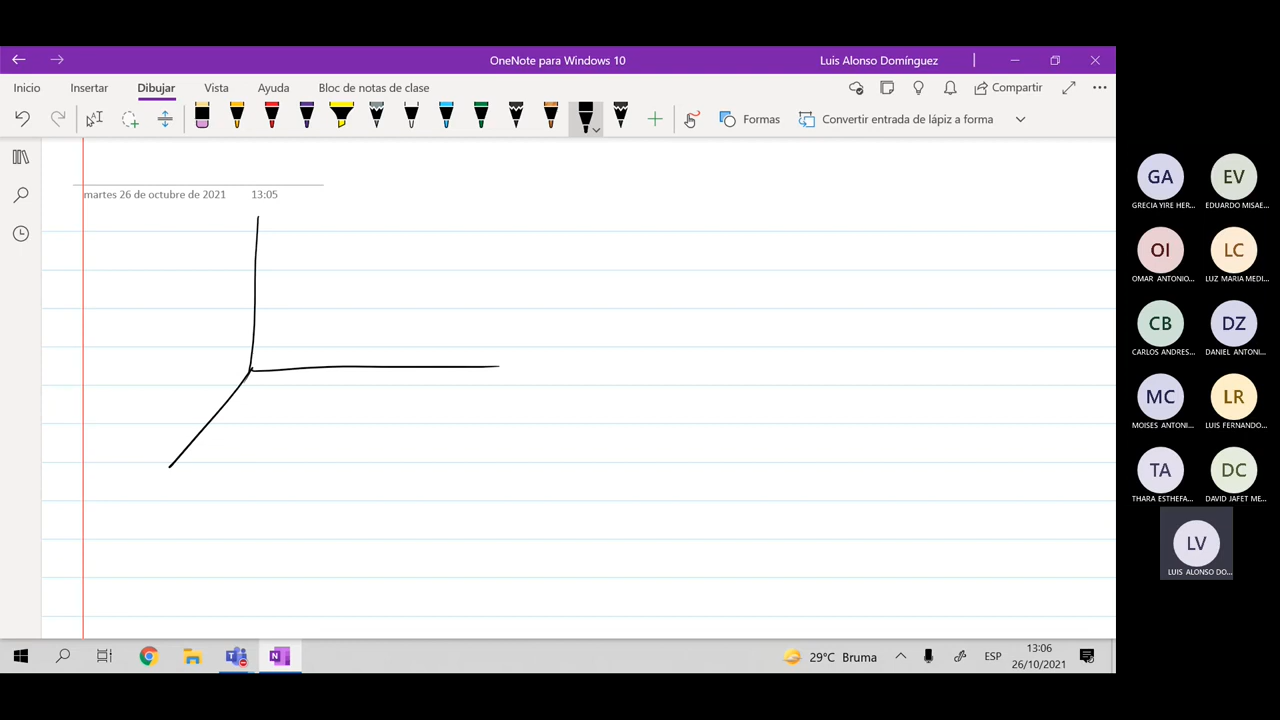 OneNote para Windows 10
Luis Alonso Domínguez
Inicio Insertar Dibujar Vista Ayuda Bloc de notas de clase
Compartir
Formas
Convertir entrada de lápiz a forma
martes 26 de octubre de 2021 13:05
GA EV
GRECIA YIRE HER... EDUARDO MISAE...
OI LC
OMAR ANTONIO... LUZ MARIA MEDI...
CB DZ
CARLOS ANDRES... DANIEL ANTONI...
MC LR
MOISES ANTONI... LUIS FERNANDO...
TA DC
THARA ESTHEFA... DAVID JAFET ME...
LV
LUIS ALONSO DO...
29°C Bruma
ESP
13:06
26/10/2021